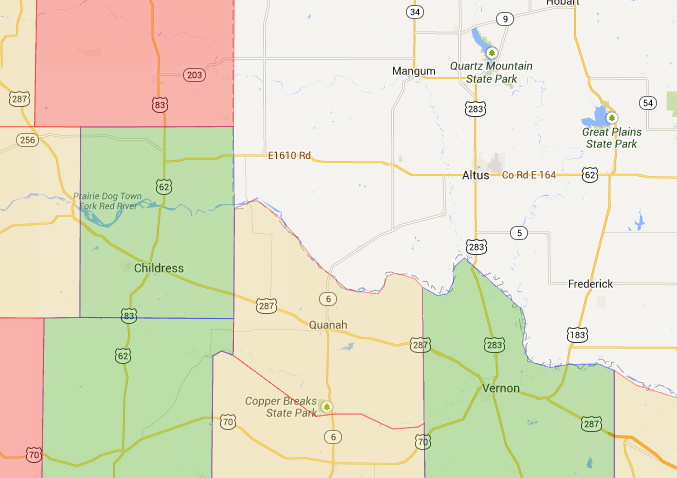 Hobart
34
9
Quartz Mountain
State Park
Mangum
203
287
83
283
54
Great Plains
State Park
256
E1610 Rd
62
Altus
Co Rd E 164
62
Prairie Dog Town
Fork Red River
5
283
Childress
Frederick
6
287
83
Quanah
183
62
287
283
Vernon
Copper Breaks
State Park
70
287
6
70
70